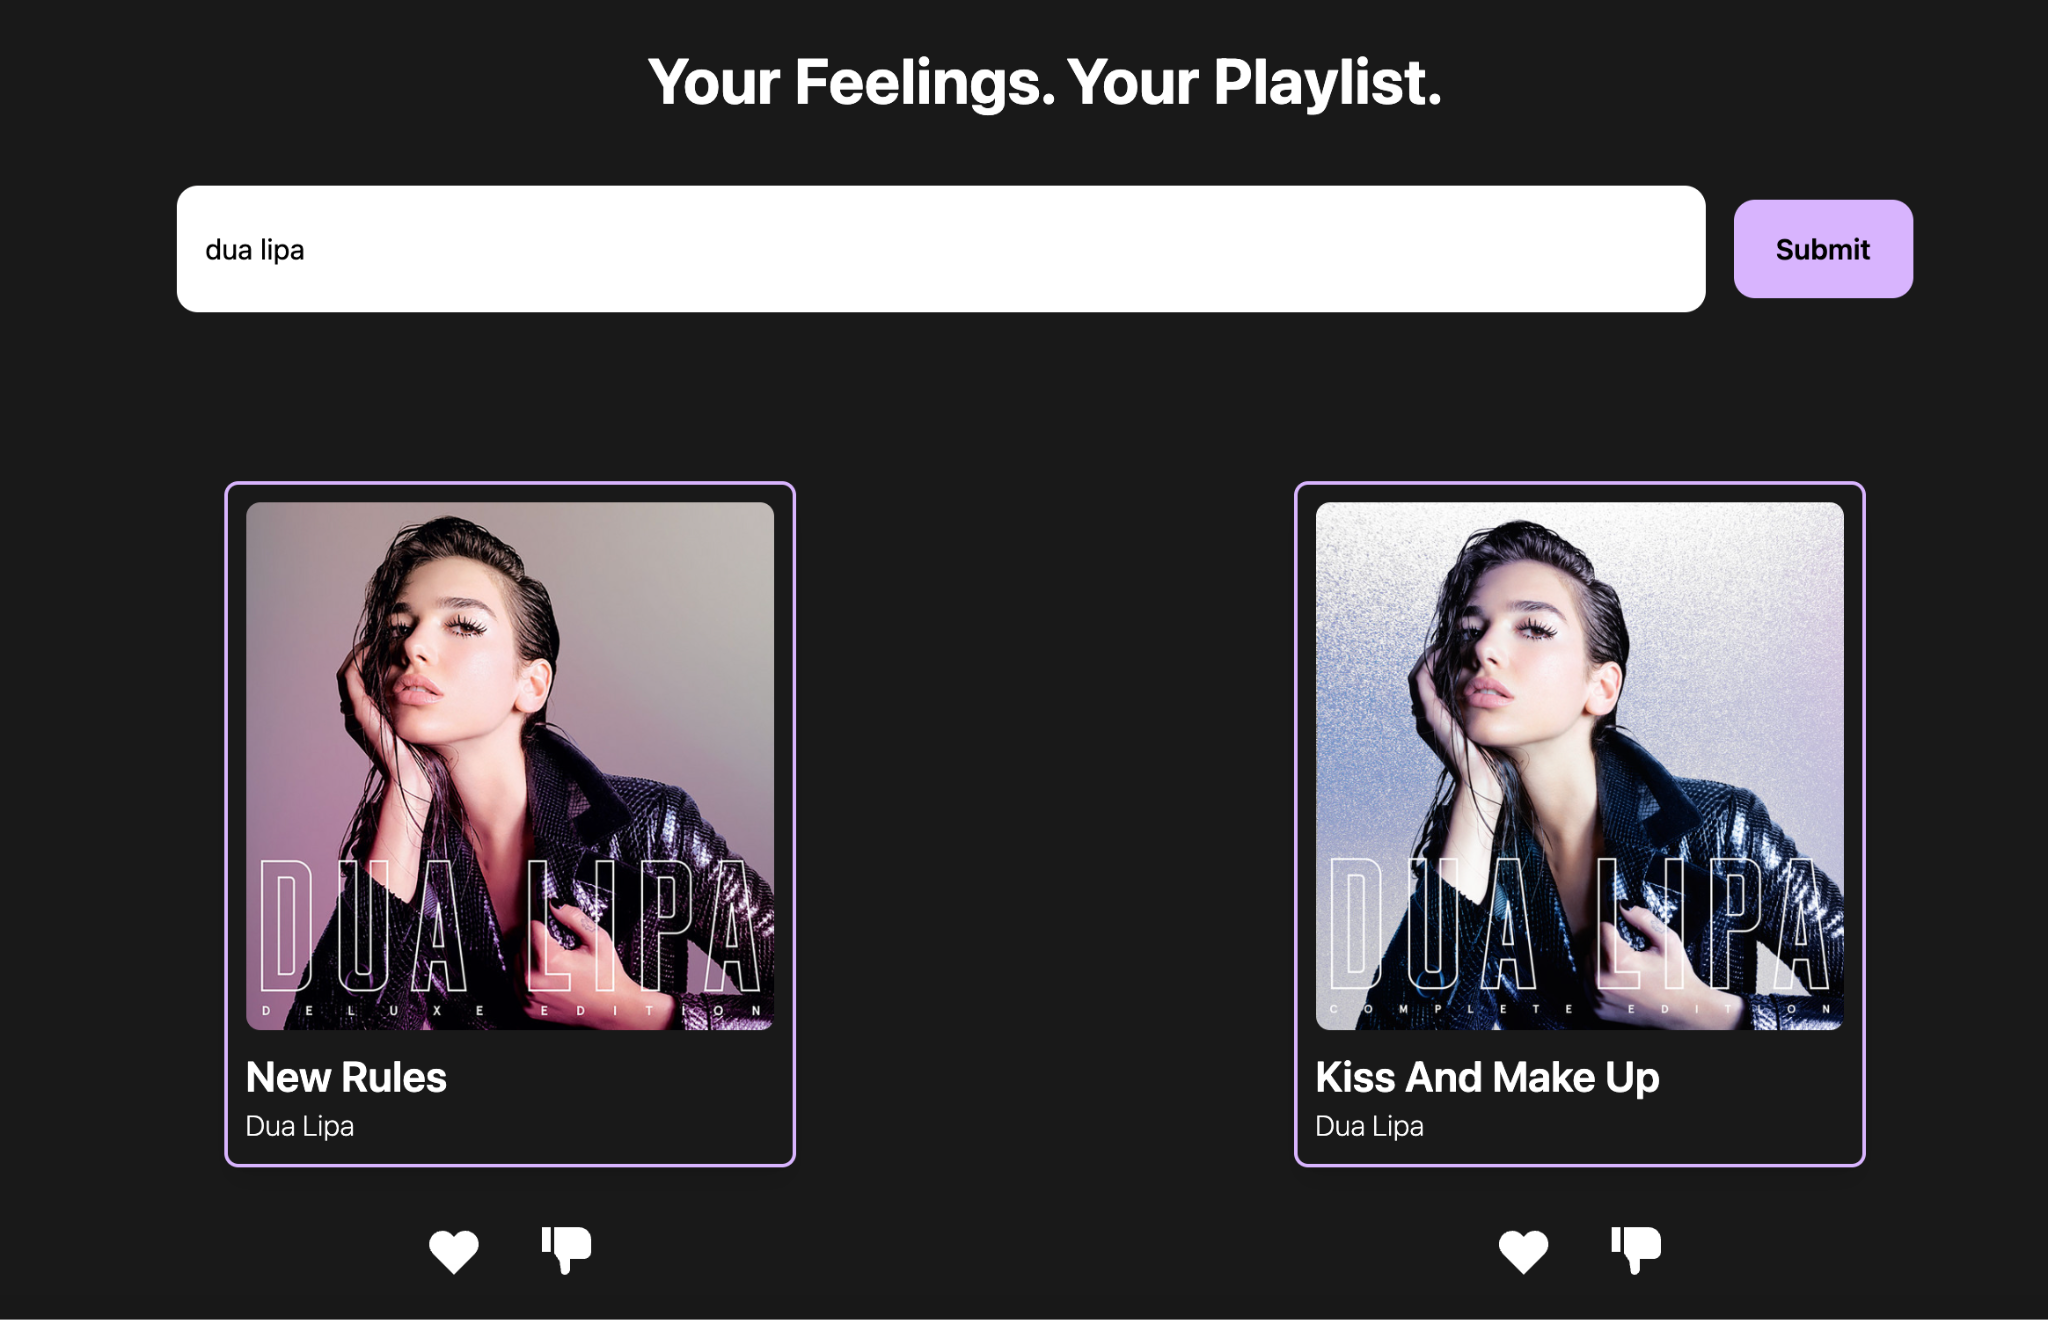 Your Feelings. Your Playlist.
dua lipa
Submit
DUA LIPA
DELUXE EDITION
New Rules
Dua Lipa
DUA LIPA
COMPLETE EDITION
Kiss And Make Up
Dua Lipa